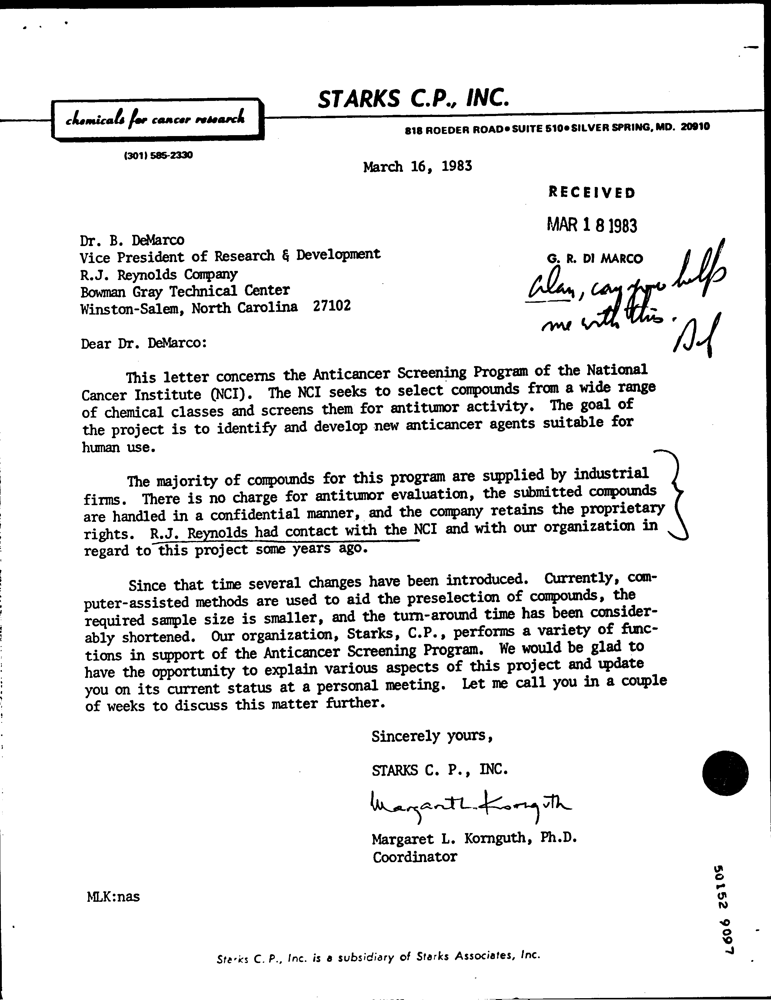 STARKS C.P., INC.
chemicals for cancer research
818 ROEDER ROAD•SUITE 510•SILVER SPRING, MD. 20910
(301) 585-2330
March 16, 1983
RECEIVED
MAR 18 1983
G. R. DI MARCO
Alan, can you help
me with this.
Dr. B. DeMarco
Vice President of Research & Development
R.J. Reynolds Company
Bowman Gray Technical Center
Winston-Salem, North Carolina 27102
Dear Dr. DeMarco:
This letter concerns the Anticancer Screening Program of the National
Cancer Institute (NCI). The NCI seeks to select compounds from a wide range
of chemical classes and screens them for antitumor activity. The goal of
the project is to identify and develop new anticancer agents suitable for
human use.
The majority of compounds for this program are supplied by industrial
firms. There is no charge for antitumor evaluation, the submitted compounds
are handled in a confidential manner, and the company retains the proprietary
rights. R.J. Reynolds had contact with the NCI and with our organization in
regard to this project some years ago.
Since that time several changes have been introduced. Currently, com-
puter-assisted methods are used to aid the preselection of compounds, the
required sample size is smaller, and the turn-around time has been consider-
ably shortened. Our organization, Starks, C.P., performs a variety of func-
tions in support of the Anticancer Screening Program. We would be glad to
have the opportunity to explain various aspects of this project and update
you on its current status at a personal meeting. Let me call you in a couple
of weeks to discuss this matter further.
Sincerely yours,
STARKS C. P., INC.
Margaret L. Kornguth
Margaret L. Kornguth, Ph.D.
Coordinator
MLK:nas
50152 9097
Starks C. P., Inc. is a subsidiary of Starks Associates, Inc.